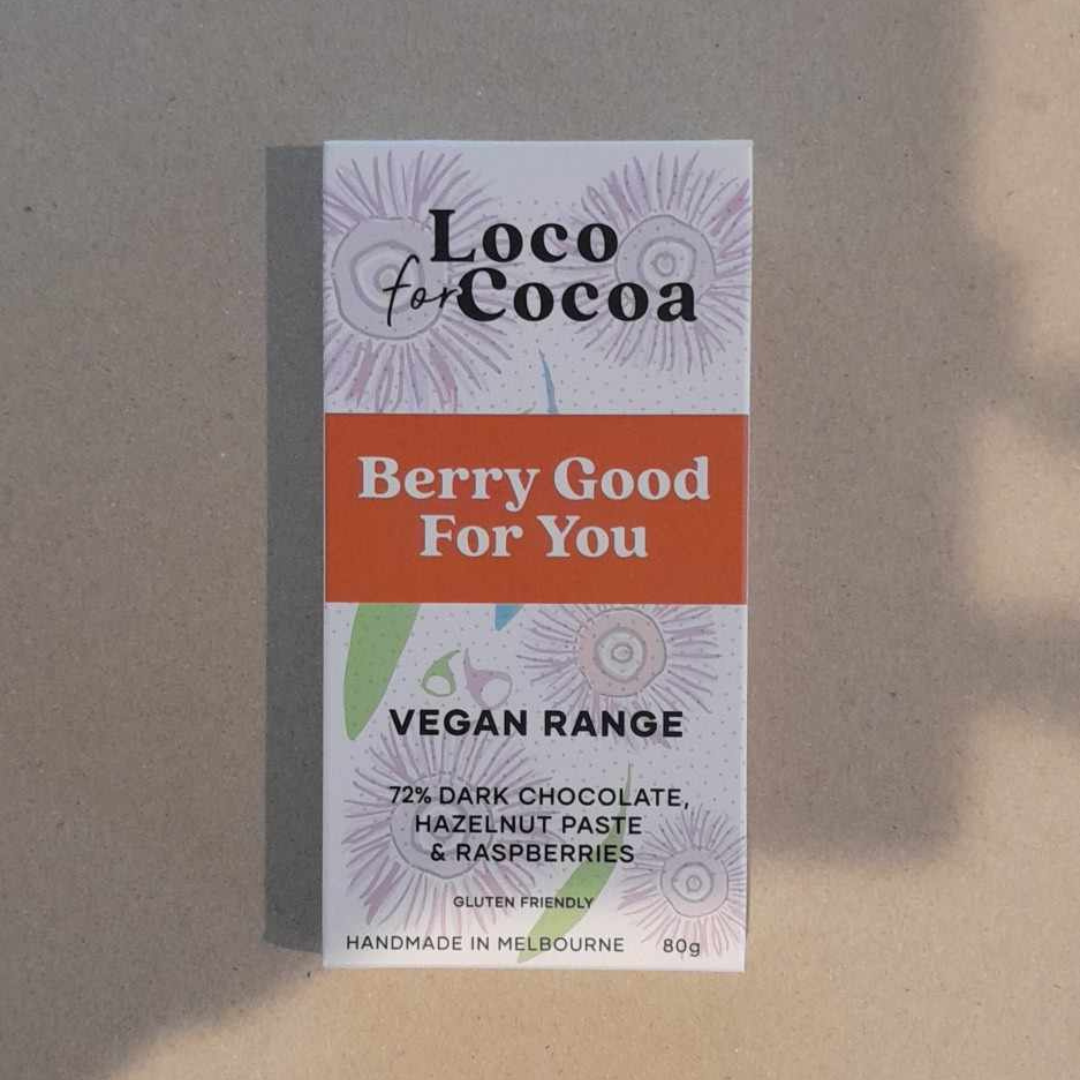 Loco
for Cocoa
Berry Good
For You
VEGAN RANGE
72% DARK CHOCOLATE,
HAZELNUT PASTE
& RASPBERRIES
GLUTEN FRIENDLY
HANDMADE IN MELBOURNE 80g